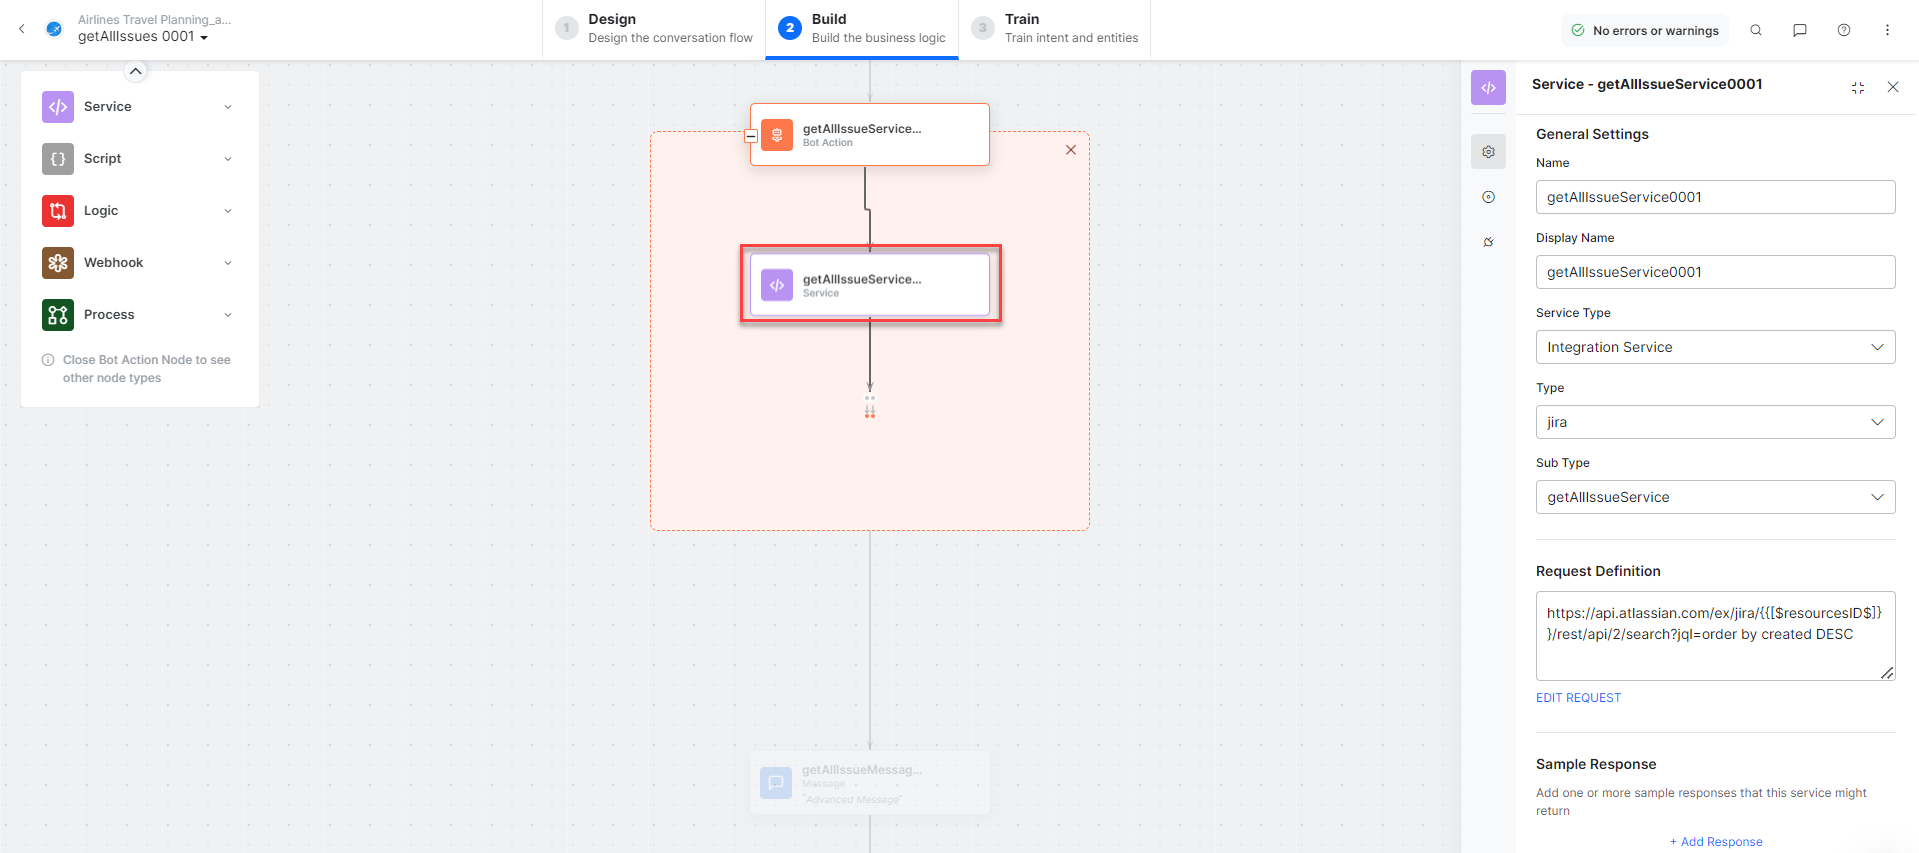 Airlines Travel Planning_a...
getAllIssues 0001
1
Design
Design the conversation flow
2
Build
Build the business logic
3
Train
Train intent and entities
No errors or warnings
Service
Script
Logic
Webhook
Process
Close Bot Action Node to see
other node types
getAllIssueService...
Bot Action
getAllIssueService...
Service
getAllIssueMessag...
Message
"Advanced Message"
Service - getAllIssueService0001
General Settings
Name
getAllIssueService0001
Display Name
getAllIssueService0001
Service Type
Integration Service
Type
jira
Sub Type
getAllIssueService
Request Definition
https://api.atlassian.com/ex/jira/{{[$resourcesID$]}
}/rest/api/2/search?jql=order by created DESC
EDIT REQUEST
Sample Response
Add one or more sample responses that this service might
return
+ Add Response